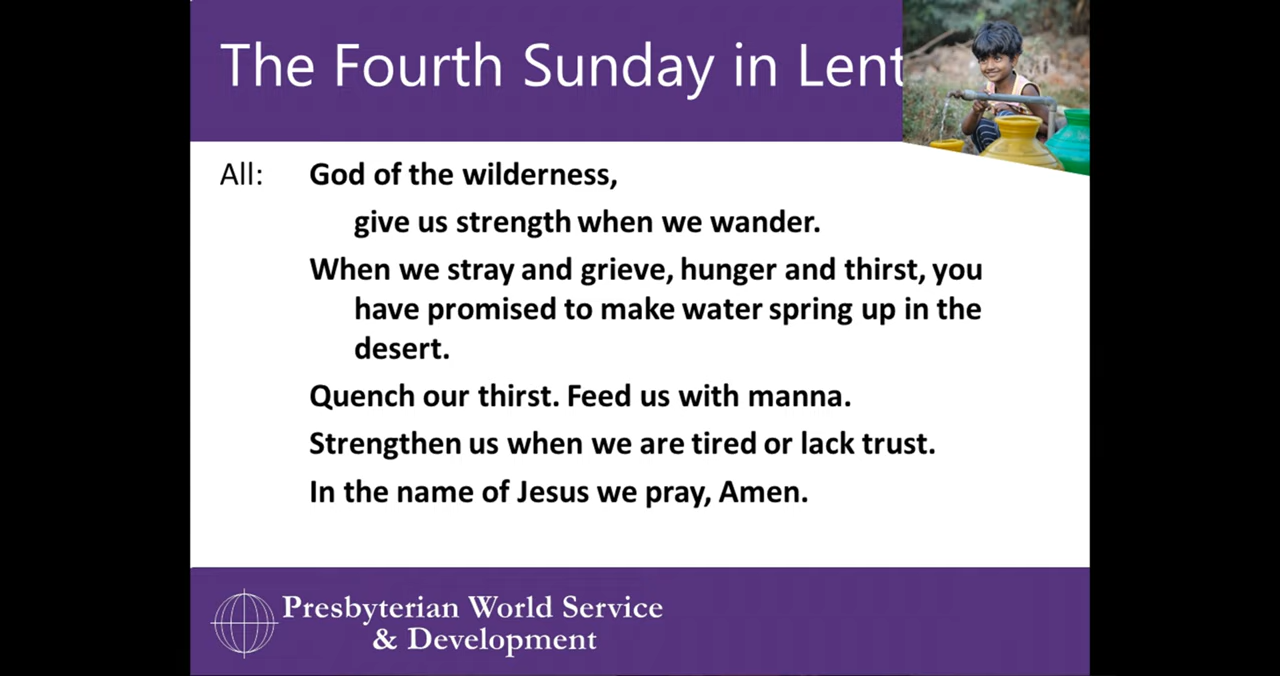 The Fourth Sunday in Lent
All: God of the wilderness,
give us strength when we wander.
When we stray and grieve, hunger and thirst, you
have promised to make water spring up in the
desert.
Quench our thirst. Feed us with manna.
Strengthen us when we are tired or lack trust.
In the name of Jesus we pray, Amen.
Presbyterian World Service
& Development